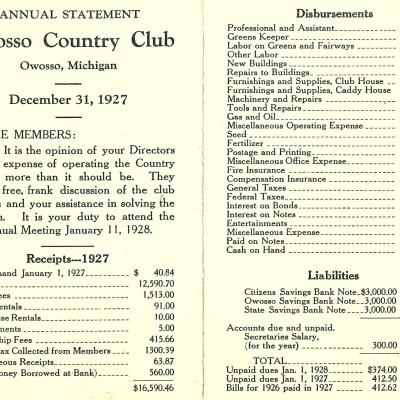 ANNUAL STATEMENT
osso Country Club
Owosso, Michigan
December 31, 1927
E MEMBERS:
It is the opinion of your Directors
expense of operating the Country
more than it should be. They
free, frank discussion of the club
and your assistance in solving the
n. It is your duty to attend the
nual Meeting January 11, 1928.
Receipts---1927
hand January 1, 1927 $ 40.84
12,590.70
ees 1,513.00
entals 91.00
use Rentals 10.00
ments 5.00
hip Fees 415.66
ax Collected from Members 1300.39
eous Receipts 63.87
oney Borrowed at Bank) 560.00
$16,590.46
Disbursements
Professional and Assistant
Greens Keeper
Labor on Greens and Fairways
Other Labor
New Buildings
Repairs to Buildings
Furnishings and Supplies, Club House
Furnishings and Supplies, Caddy House
Machinery and Repairs
Tools and Repairs
Gas and Oil
Miscellaneous Operating Expense
Seed
Fertilizer
Postage and Printing
Miscellaneous Office Expense
Fire Insurance
Compensation Insurance
General Taxes
Federal Taxes
Interest on Bonds
Interest on Notes
Entertainments
Miscellaneous Expense
Paid on Notes
Cash on Hand
Liabilities
Citizens Savings Bank Note $3,000.00
Owosso Savings Bank Note 3,000.00
State Savings Bank Note 3,000.00
Accounts due and unpaid.
Secretaries Salary,
(for the year) 300.00
TOTAL
Unpaid dues Jan. 1, 1928 $374.00
Unpaid dues Jan. 1, 1927 412.50
Bills for 1926 paid in 1927 412.62